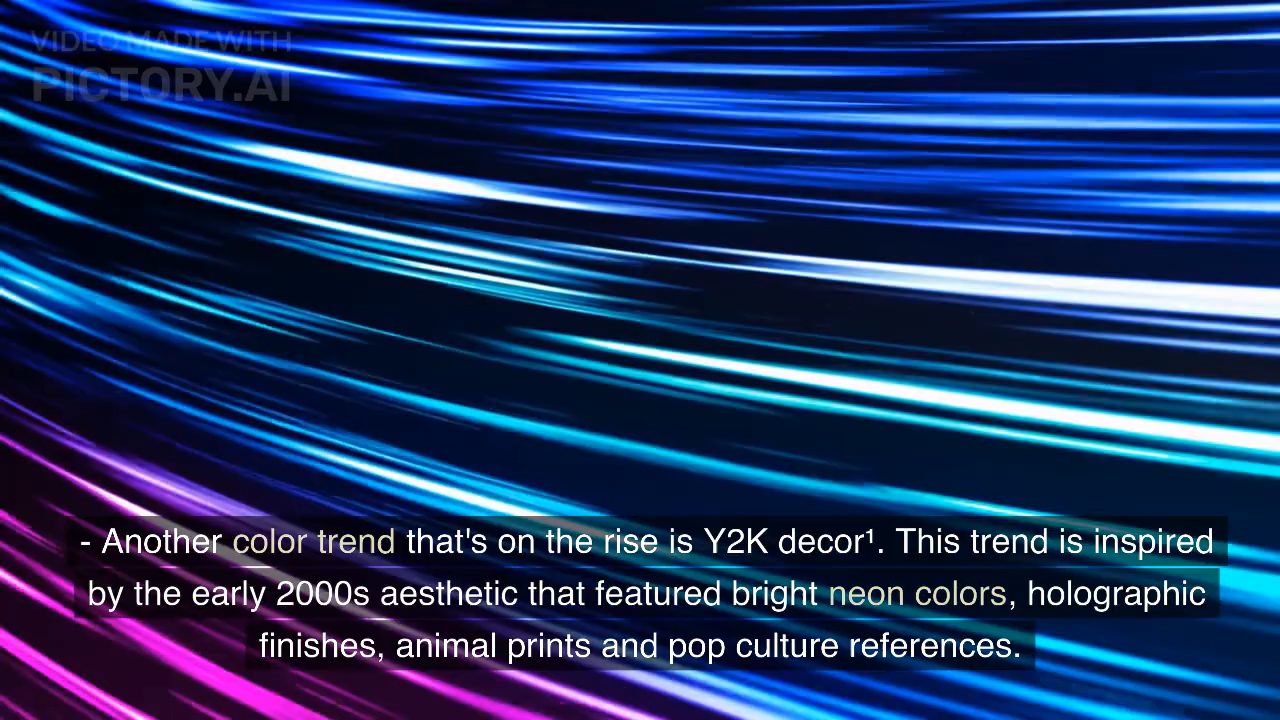 VIDEO MADE WITH
PICTORY.AI
- Another color trend that's on the rise is Y2K decor¹. This trend is inspired
by the early 2000s aesthetic that featured bright neon colors, holographic
finishes, animal prints and pop culture references.